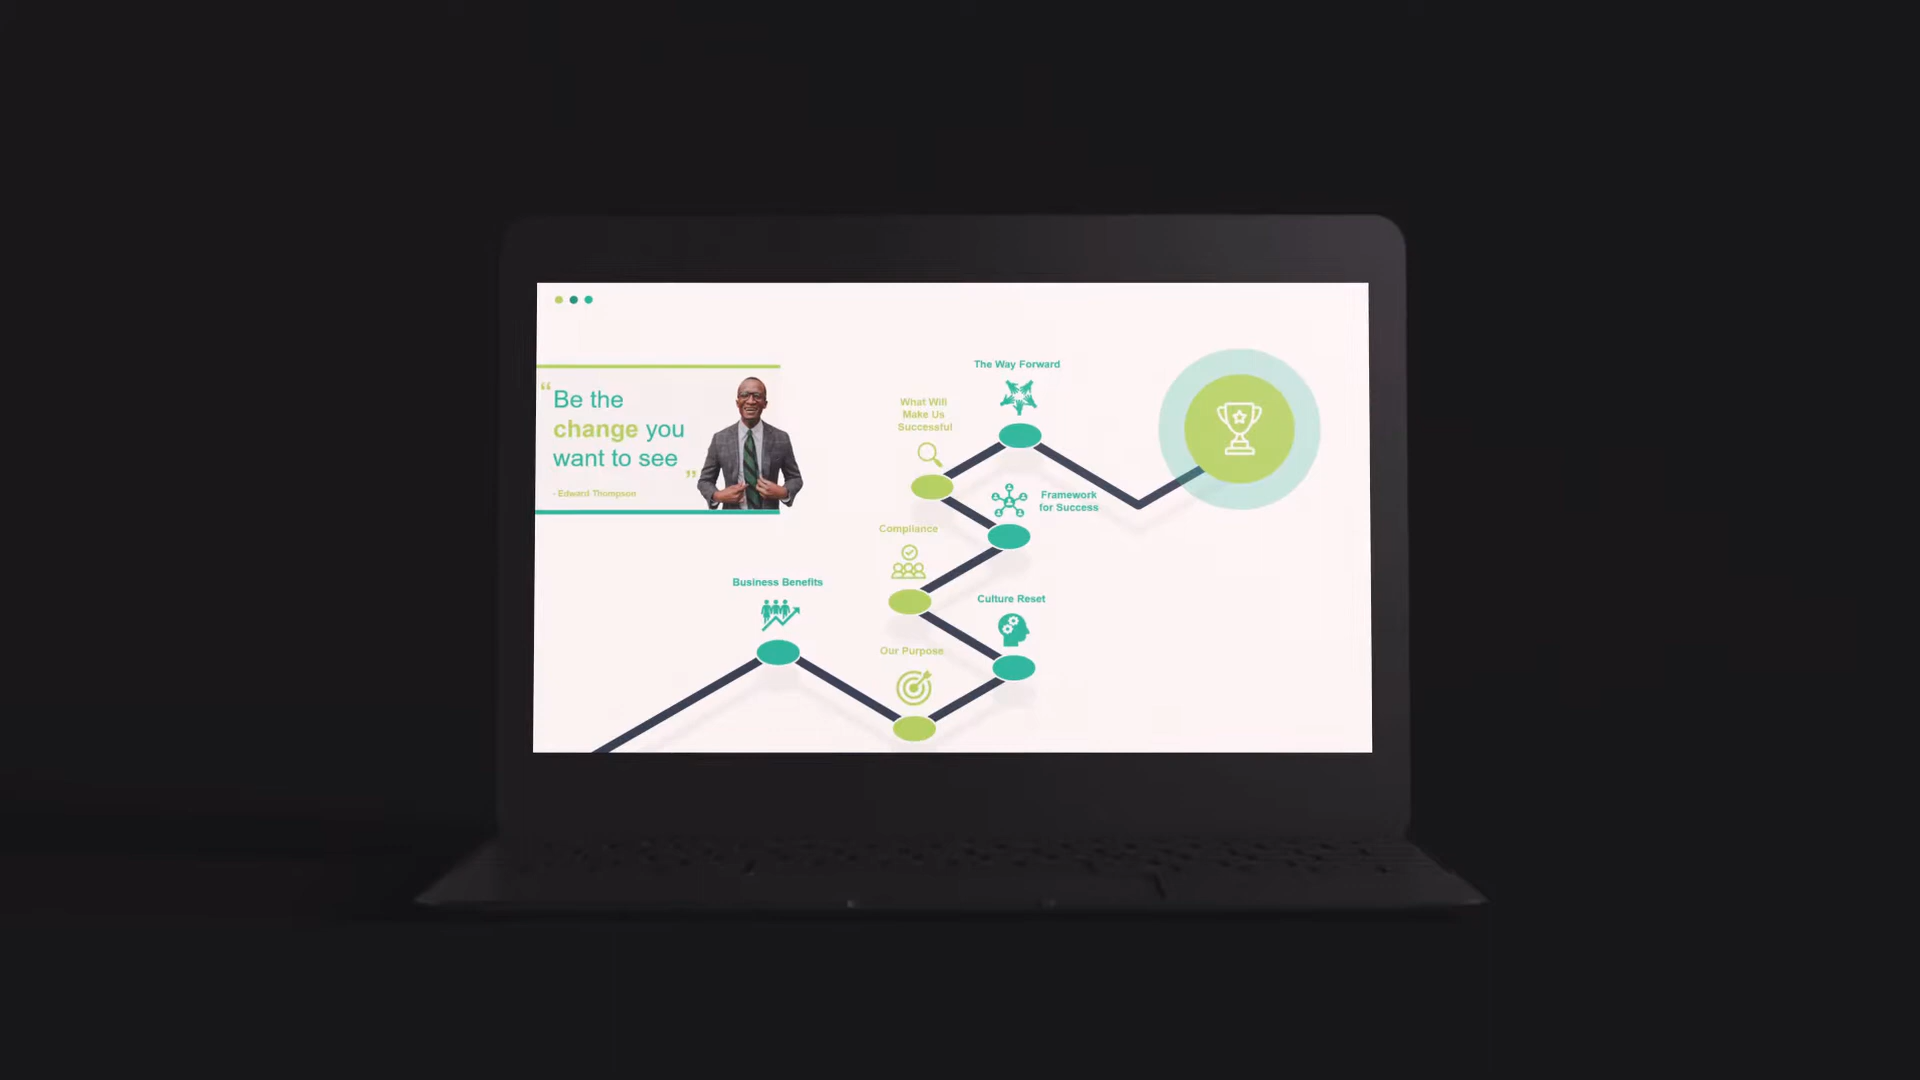 “Be the
change you
want to see”
- Edward Thompson
The Way Forward
What Will
Make Us
Successful
Framework
for Success
Compliance
Business Benefits
Culture Reset
Our Purpose